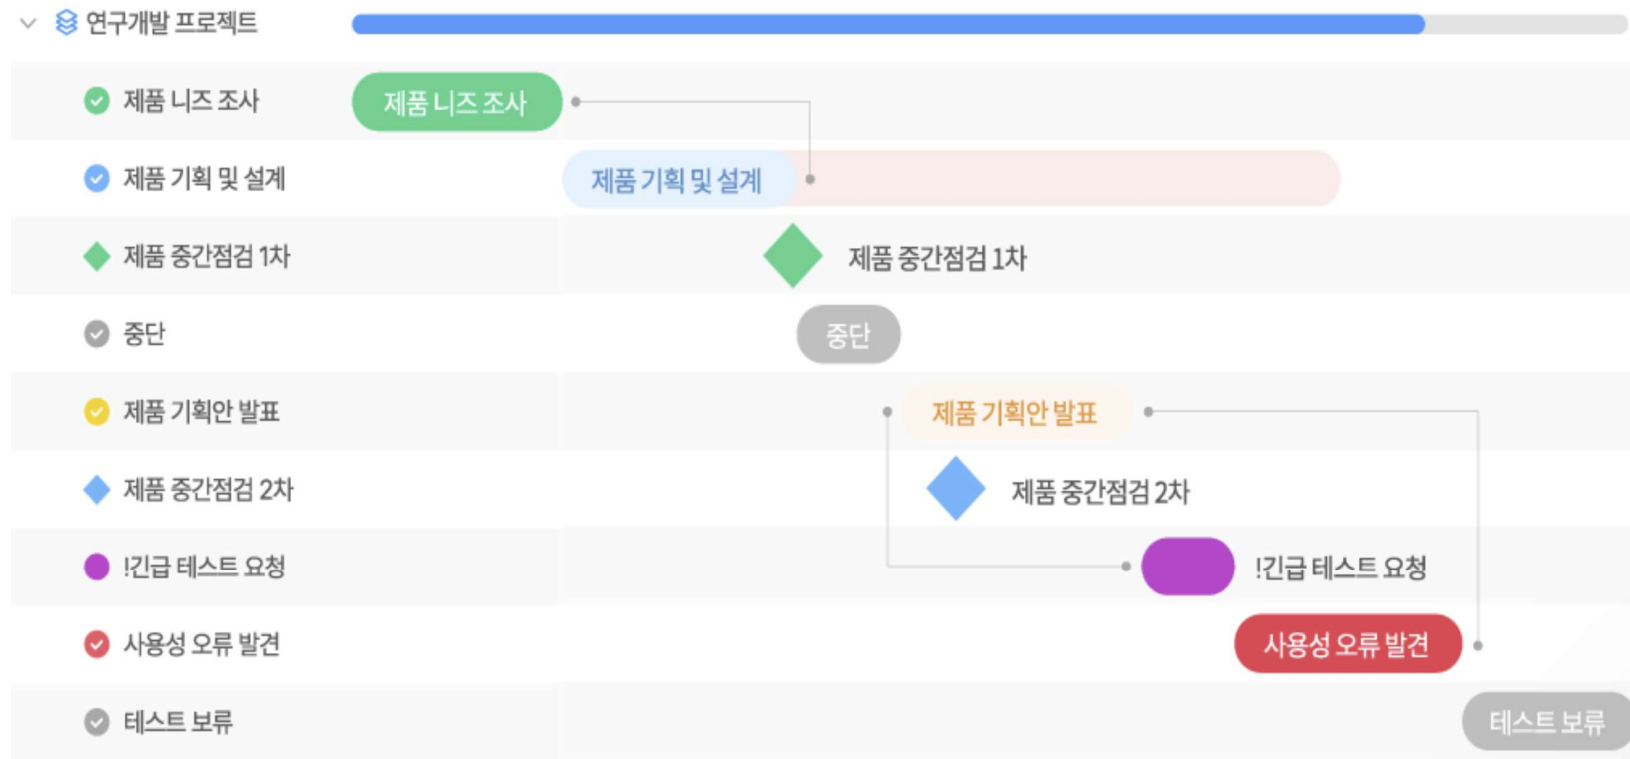 연구개발 프로젝트
제품 니즈 조사
제품 니즈 조사
제품 기획 및 설계
제품 기획 및 설계
제품 중간점검 1차
제품 중간점검 1차
중단
중단
제품 기획안 발표
제품 기획안 발표
제품 중간점검 2차
제품 중간점검 2차
!긴급 테스트 요청
!긴급 테스트 요청
사용성 오류 발견
사용성 오류 발견
테스트 보류
테스트 보류